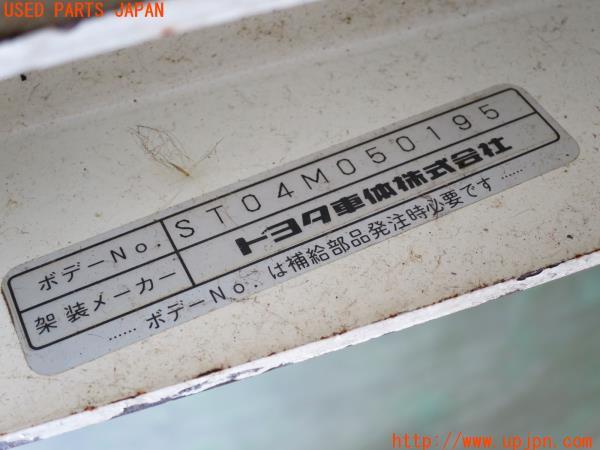 USED PARTS JAPAN
ボデーNo. STO4M050195
架装メーカー トヨタ車体株式会社
……ボデーNo.は補給部品発注時必要です……
http://www.upjpn.com